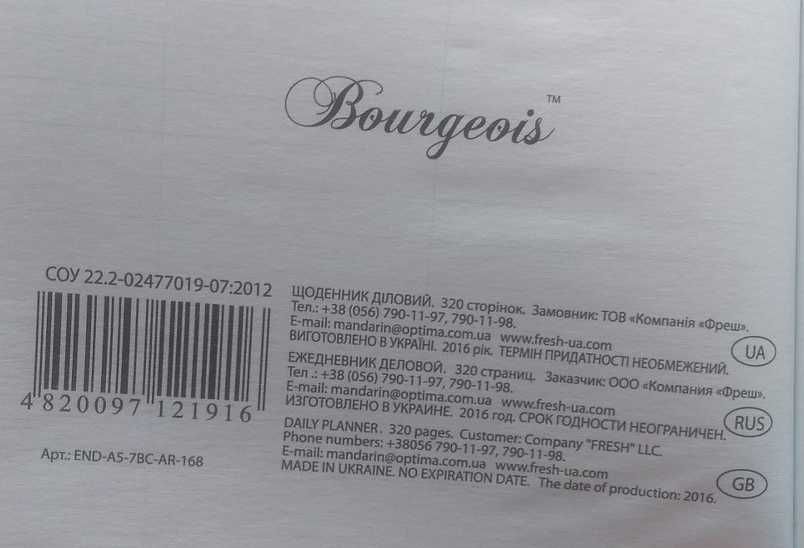 Bourgeois™
СОУ 22.2-02477019-07:2012
4 820097 121916
Арт.: END-A5-7BC-AR-168
ЩОДЕННИК ДІЛОВИЙ. 320 сторінок. Замовник: ТОВ «Компанія «Фреш».
Тел.: +38 (056) 790-11-97, 790-11-98.
E-mail: mandarin@optima.com.ua www.fresh-ua.com
ВИГОТОВЛЕНО В УКРАЇНІ. 2016 рік. ТЕРМІН ПРИДАТНОСТІ НЕОБМЕЖЕНИЙ.
UA
ЕЖЕДНЕВНИК ДЕЛОВОЙ. 320 страниц. Заказчик: ООО «Компания «Фреш».
Тел .: +38 (056) 790-11-97, 790-11-98.
E-mail: mandarin@optima.com.ua www.fresh-ua.com
ИЗГОТОВЛЕНО В УКРАИНЕ. 2016 год. СРОК ГОДНОСТИ НЕОГРАНИЧЕН.
RUS
DAILY PLANNER. 320 pages. Customer: Company "FRESH" LLC.
Phone numbers: +38056 790-11-97, 790-11-98.
E-mail: mandarin@optima.com.ua www.fresh-ua.com
MADE IN UKRAINE. NO EXPIRATION DATE. The date of production: 2016.
GB